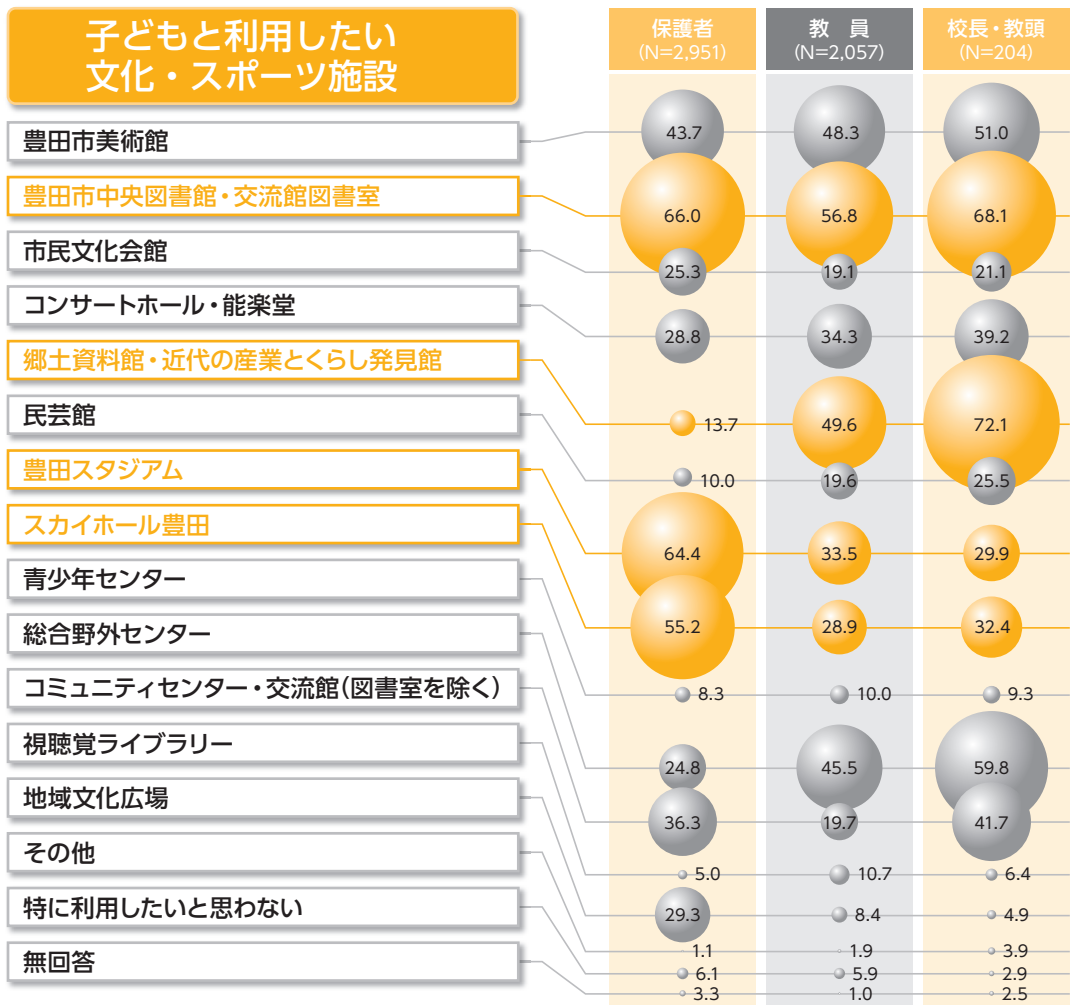 子どもと利用したい
文化・スポーツ施設
保護者
(N=2,951)
教 員
(N=2,057)
校長・教頭
(N=204)
豊田市美術館
43.7
48.3
51.0
豊田市中央図書館・交流館図書室
66.0
56.8
68.1
市民文化会館
25.3
19.1
21.1
コンサートホール・能楽堂
28.8
34.3
39.2
郷土資料館・近代の産業とくらし発見館
13.7
49.6
72.1
民芸館
10.0
19.6
25.5
豊田スタジアム
64.4
33.5
29.9
スカイホール豊田
55.2
28.9
32.4
青少年センター
8.3
10.0
9.3
総合野外センター
24.8
45.5
59.8
コミュニティセンター・交流館(図書室を除く)
36.3
19.7
41.7
視聴覚ライブラリー
5.0
10.7
6.4
地域文化広場
29.3
8.4
4.9
その他
1.1
1.9
3.9
特に利用したいと思わない
6.1
5.9
2.9
無回答
3.3
1.0
2.5